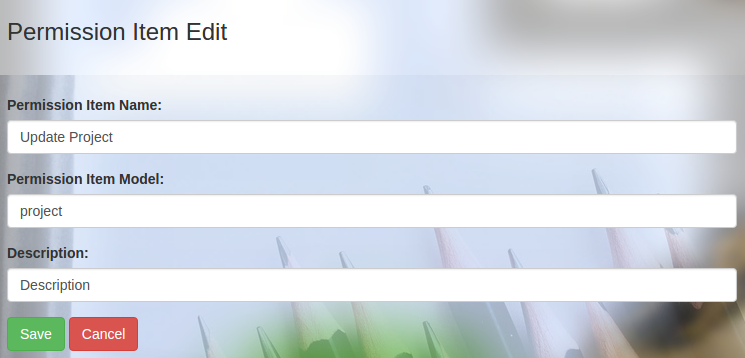 Permission Item Edit
Permission Item Name:
Update Project
Permission Item Model:
project
Description:
Description
Save Cancel